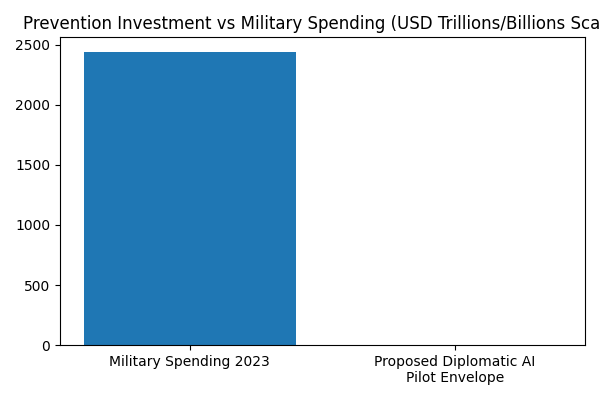 Prevention Investment vs Military Spending (USD Trillions/Billions Sca
2500
2000
1500
1000
500
0
Military Spending 2023
Proposed Diplomatic AI
Pilot Envelope